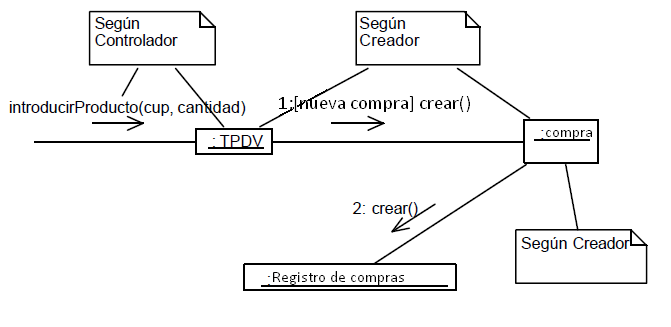 Según
Controlador
Según
Creador
introducirProducto(cup, cantidad)
1:[nueva compra] crear()
: TPDV
:compra
2: crear()
Según Creador
:Registro de compras